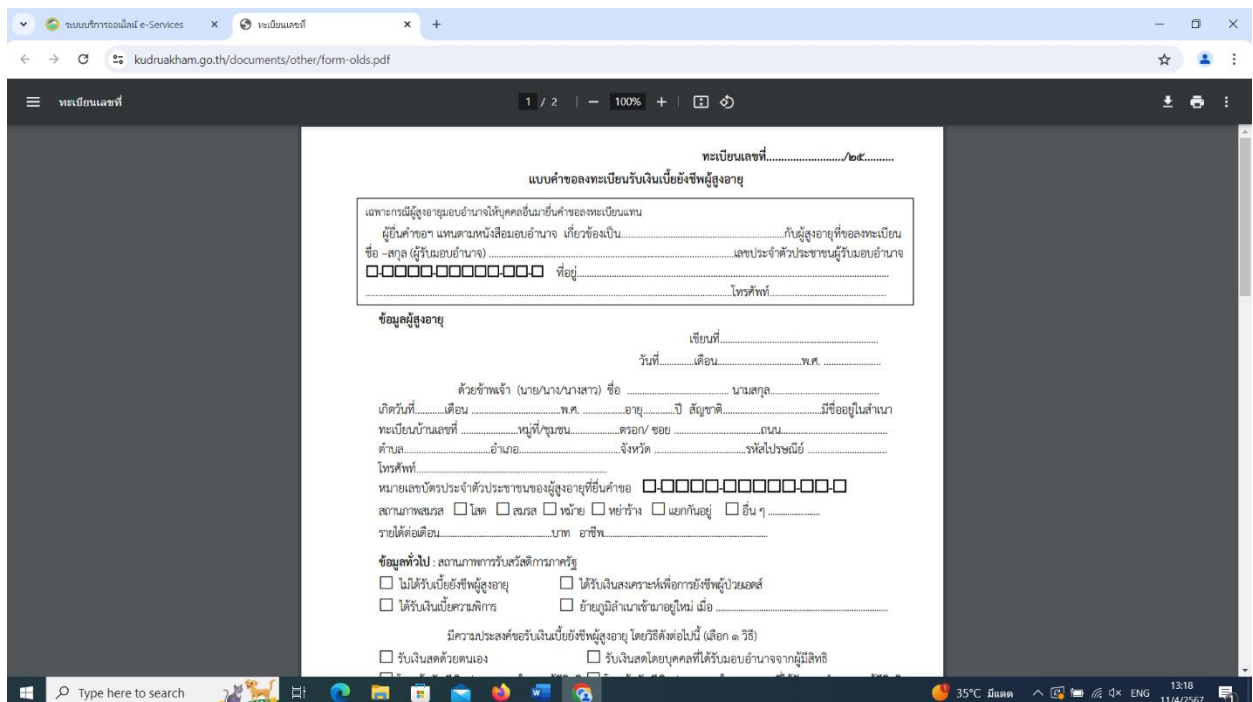 ระบบบริการออนไลน์ e-Services
ทะเบียนเลขที่
kudruakham.go.th/documents/other/form-olds.pdf
ทะเบียนเลขที่
1 / 2 | − 100% + |
ทะเบียนเลขที่........................../๒๕..........
แบบคำขอลงทะเบียนรับเงินเบี้ยยังชีพผู้สูงอายุ
เฉพาะกรณีผู้สูงอายุมอบอำนาจให้บุคคลอื่นมายื่นคำขอลงทะเบียนแทน
ผู้ยื่นคำขอฯ แทนตามหนังสือมอบอำนาจ เกี่ยวข้องเป็น......................................................กับผู้สูงอายุที่ขอลงทะเบียน
ชื่อ –สกุล (ผู้รับมอบอำนาจ) ..................................................................................เลขประจำตัวประชาชนผู้รับมอบอำนาจ
☐-☐☐☐☐-☐☐☐☐☐-☐☐-☐ ที่อยู่.........................................................................................................
..........................................................................................................................โทรศัพท์.......................................
ข้อมูลผู้สูงอายุ
เขียนที่......................................................
วันที่............เดือน.............................พ.ศ. ....................
ด้วยข้าพเจ้า (นาย/นาง/นางสาว) ชื่อ ................................... นามสกุล......................................
เกิดวันที่..........เดือน ...............................พ.ศ. ...............อายุ...........ปี สัญชาติ..................................มีชื่ออยู่ในสำเนา
ทะเบียนบ้านเลขที่ ....................หมู่ที่/ชุมชน.................ตรอก/ ซอย ..............................ถนน.....................................
ตำบล..............................อำเภอ...................................จังหวัด ................................รหัสไปรษณีย์ ...........................
โทรศัพท์..................................................................
หมายเลขบัตรประจำตัวประชาชนของผู้สูงอายุที่ยื่นคำขอ ☐-☐☐☐☐-☐☐☐☐☐-☐☐-☐
สถานภาพสมรส ☐ โสด ☐ สมรส ☐ หม้าย ☐ หย่าร้าง ☐ แยกกันอยู่ ☐ อื่น ๆ ..................
รายได้ต่อเดือน.......................................บาท อาชีพ.........................................................
ข้อมูลทั่วไป : สถานภาพการรับสวัสดิการภาครัฐ
☐ ไม่ได้รับเบี้ยยังชีพผู้สูงอายุ ☐ ได้รับเงินสงเคราะห์เพื่อการยังชีพผู้ป่วยเอดส์
☐ ได้รับเงินเบี้ยความพิการ ☐ ย้ายภูมิลำเนาเข้ามาอยู่ใหม่ เมื่อ ...........................................................
มีความประสงค์ขอรับเงินเบี้ยยังชีพผู้สูงอายุ โดยวิธีดังต่อไปนี้ (เลือก ๑ วิธี)
☐ รับเงินสดด้วยตนเอง ☐ รับเงินสดโดยบุคคลที่ได้รับมอบอำนาจจากผู้มีสิทธิ
Type here to search
35°C มีแดด
ENG
13:18
11/4/2567